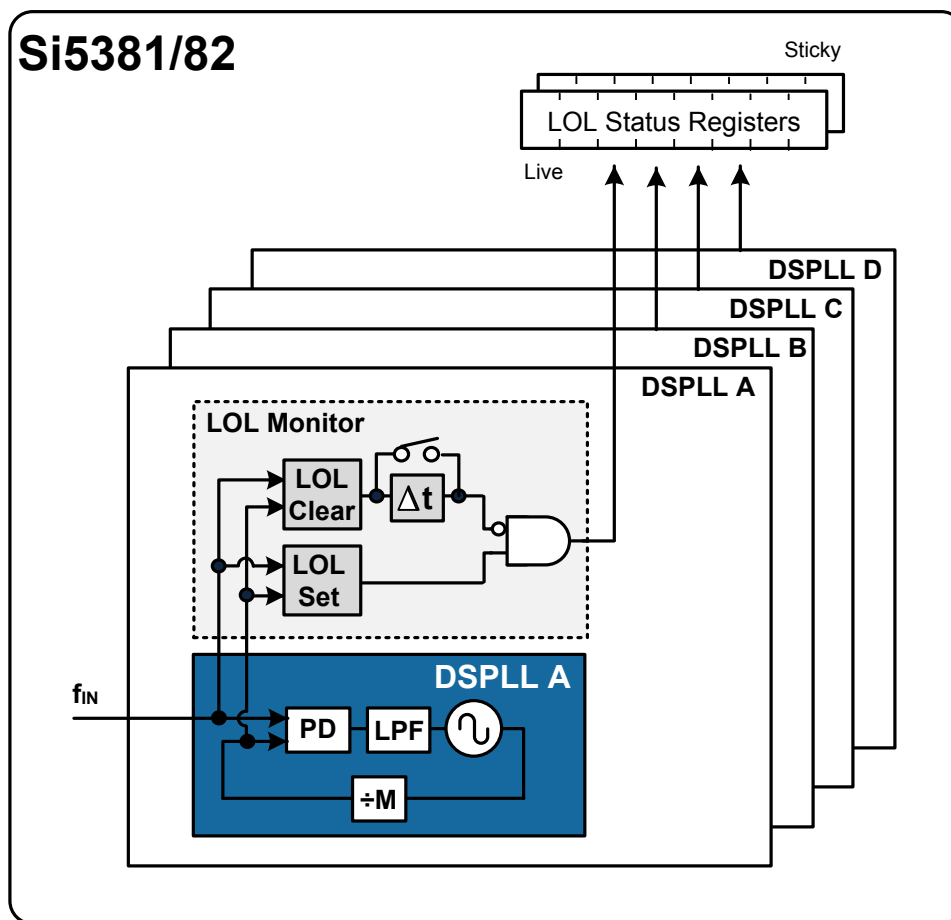 Si5381/82
Sticky
LOL Status Registers
Live
DSPLL D
DSPLL C
DSPLL B
DSPLL A
LOL Monitor
LOL
Clear
Δt
LOL
Set
DSPLL A
fIN
PD
LPF
÷M